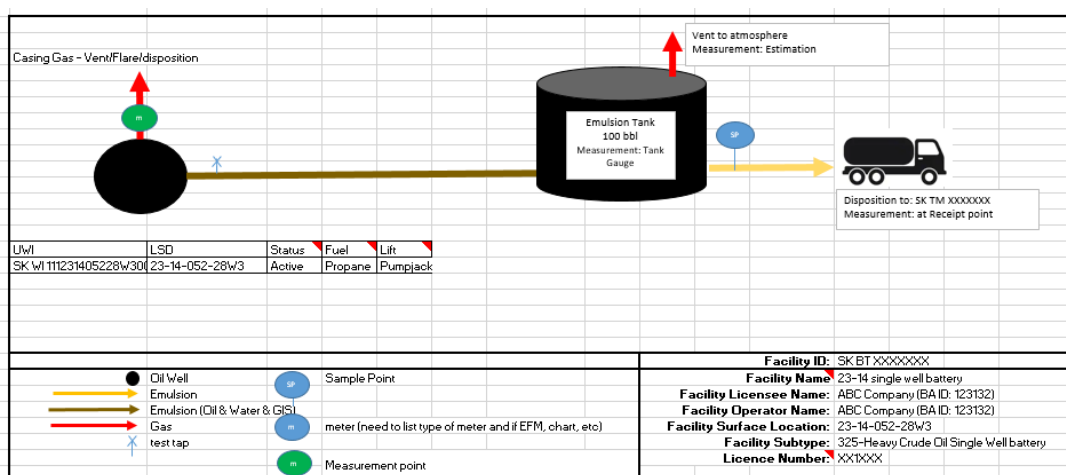 Vent to atmosphere
Measurement: Estimation
Casing Gas - Vent/Flare/disposition
m
Emulsion Tank
100 bbl
Measurement: Tank
Gauge
SP
Disposition to: SK TM XXXXXXX
Measurement: at Receipt point
UWI LSD Status Fuel Lift
SK WI 111231405228W300 23-14-052-28W3 Active Propane Pumpjack
Facility ID: SK BT XXXXXXX
Oil Well SP Sample Point Facility Name 23-14 single well battery
Emulsion Facility Licensee Name: ABC Company (BA ID: 123132)
Emulsion (Oil & Water & GIS) Facility Operator Name: ABC Company (BA ID: 123132)
Gas m meter (need to list type of meter and if EFM, chart, etc) Facility Surface Location: 23-14-052-28W3
test tap Facility Subtype: 325-Heavy Crude Oil Single Well battery
m Measurement point Licence Number: XX1XXX